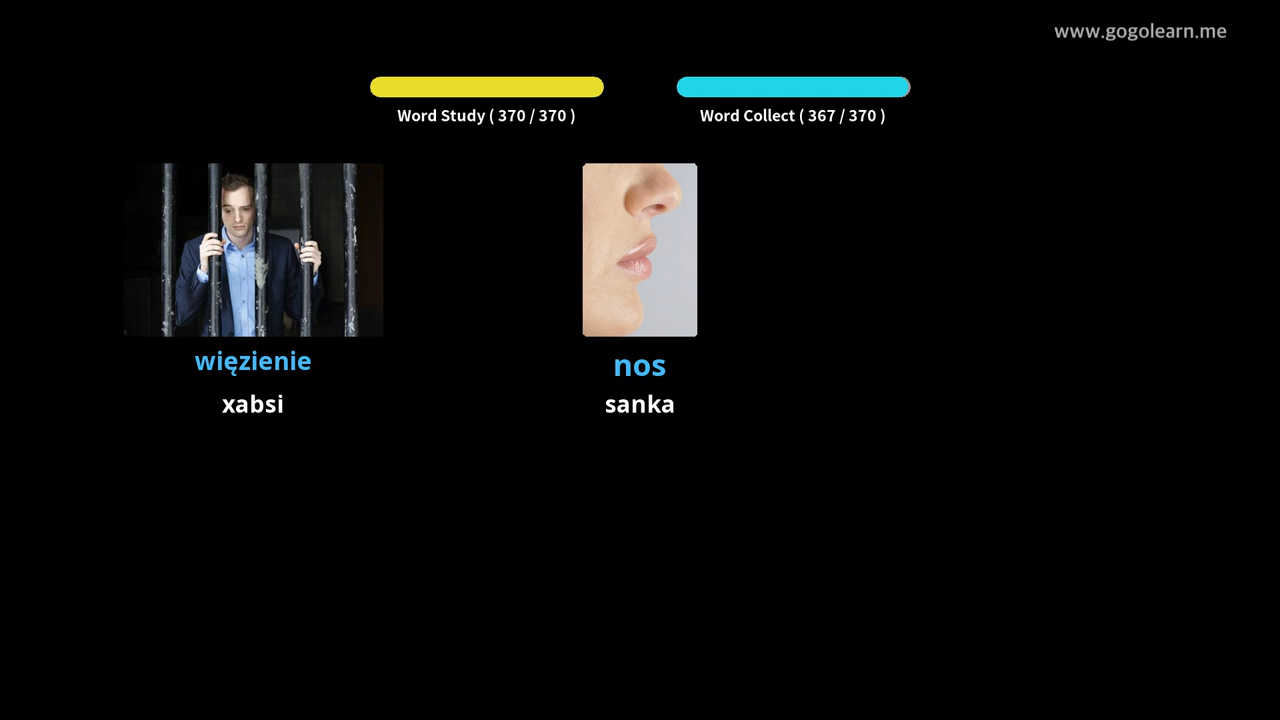 www.gogolearn.me
Word Study ( 370 / 370 )
Word Collect ( 367 / 370 )
więzienie
xabsi
nos
sanka